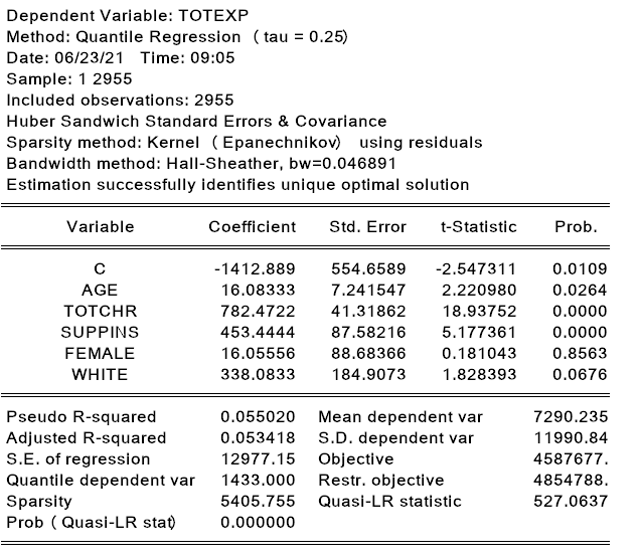 Dependent Variable: TOTEXP
Method: Quantile Regression (tau = 0.25)
Date: 06/23/21 Time: 09:05
Sample: 1 2955
Included observations: 2955
Huber Sandwich Standard Errors & Covariance
Sparsity method: Kernel (Epanechnikov) using residuals
Bandwidth method: Hall-Sheather, bw=0.046891
Estimation successfully identifies unique optimal solution
Variable Coefficient Std. Error t-Statistic Prob.
C -1412.889 554.6589 -2.547311 0.0109
AGE 16.08333 7.241547 2.220980 0.0264
TOTCHR 782.4722 41.31862 18.93752 0.0000
SUPPINS 453.4444 87.58216 5.177361 0.0000
FEMALE 16.05556 88.68366 0.181043 0.8563
WHITE 338.0833 184.9073 1.828393 0.0676
Pseudo R-squared 0.055020 Mean dependent var 7290.235
Adjusted R-squared 0.053418 S.D. dependent var 11990.84
S.E. of regression 12977.15 Objective 4587677.
Quantile dependent var 1433.000 Restr. objective 4854788.
Sparsity 5405.755 Quasi-LR statistic 527.0637
Prob (Quasi-LR stat) 0.000000